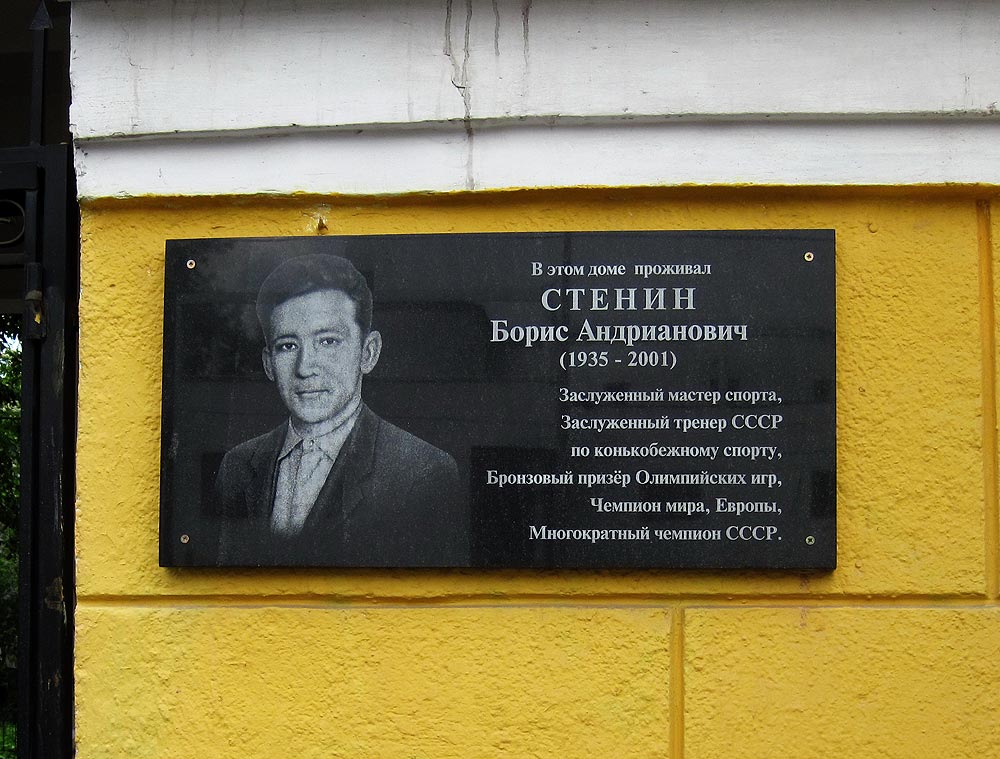 В этом доме проживал
СТЕНИН
Борис Андрианович
(1935 - 2001)
Заслуженный мастер спорта,
Заслуженный тренер СССР
по конькобежному спорту,
Бронзовый призёр Олимпийских игр,
Чемпион мира, Европы,
Многократный чемпион СССР.